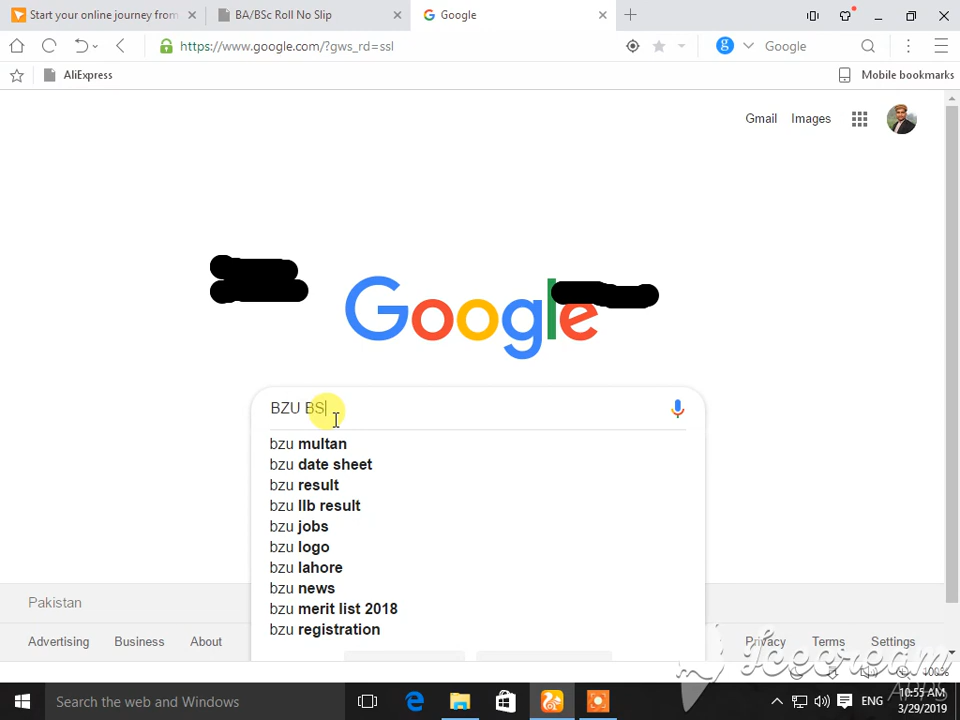 Start your online journey from
BA/BSc Roll No Slip
Google
https://www.google.com/?gws_rd=ssl
Google
AliExpress
Mobile bookmarks
Gmail
Images
Google
BZU BS
bzu multan
bzu date sheet
bzu result
bzu llb result
bzu jobs
bzu logo
bzu lahore
bzu news
bzu merit list 2018
bzu registration
Pakistan
Advertising
Business
About
Privacy
Terms
Settings
Icecream
Apps
100%
Search the web and Windows
ENG
10:55 AM
3/29/2019